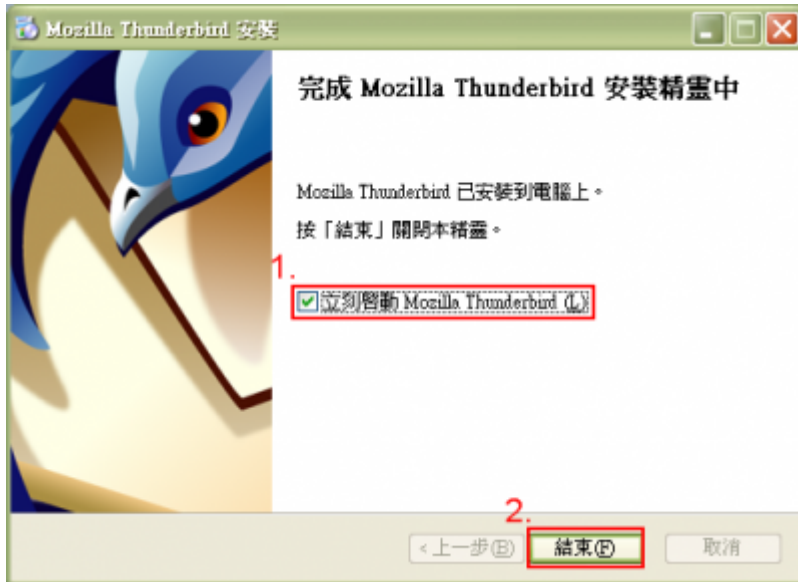 Mozilla Thunderbird 安裝
完成 Mozilla Thunderbird 安裝精靈中
Mozilla Thunderbird 已安裝到電腦上。
按「結束」關閉本精靈。
1.
立刻啟動 Mozilla Thunderbird (L)
2.
<上一步(B) 結束(F) 取消